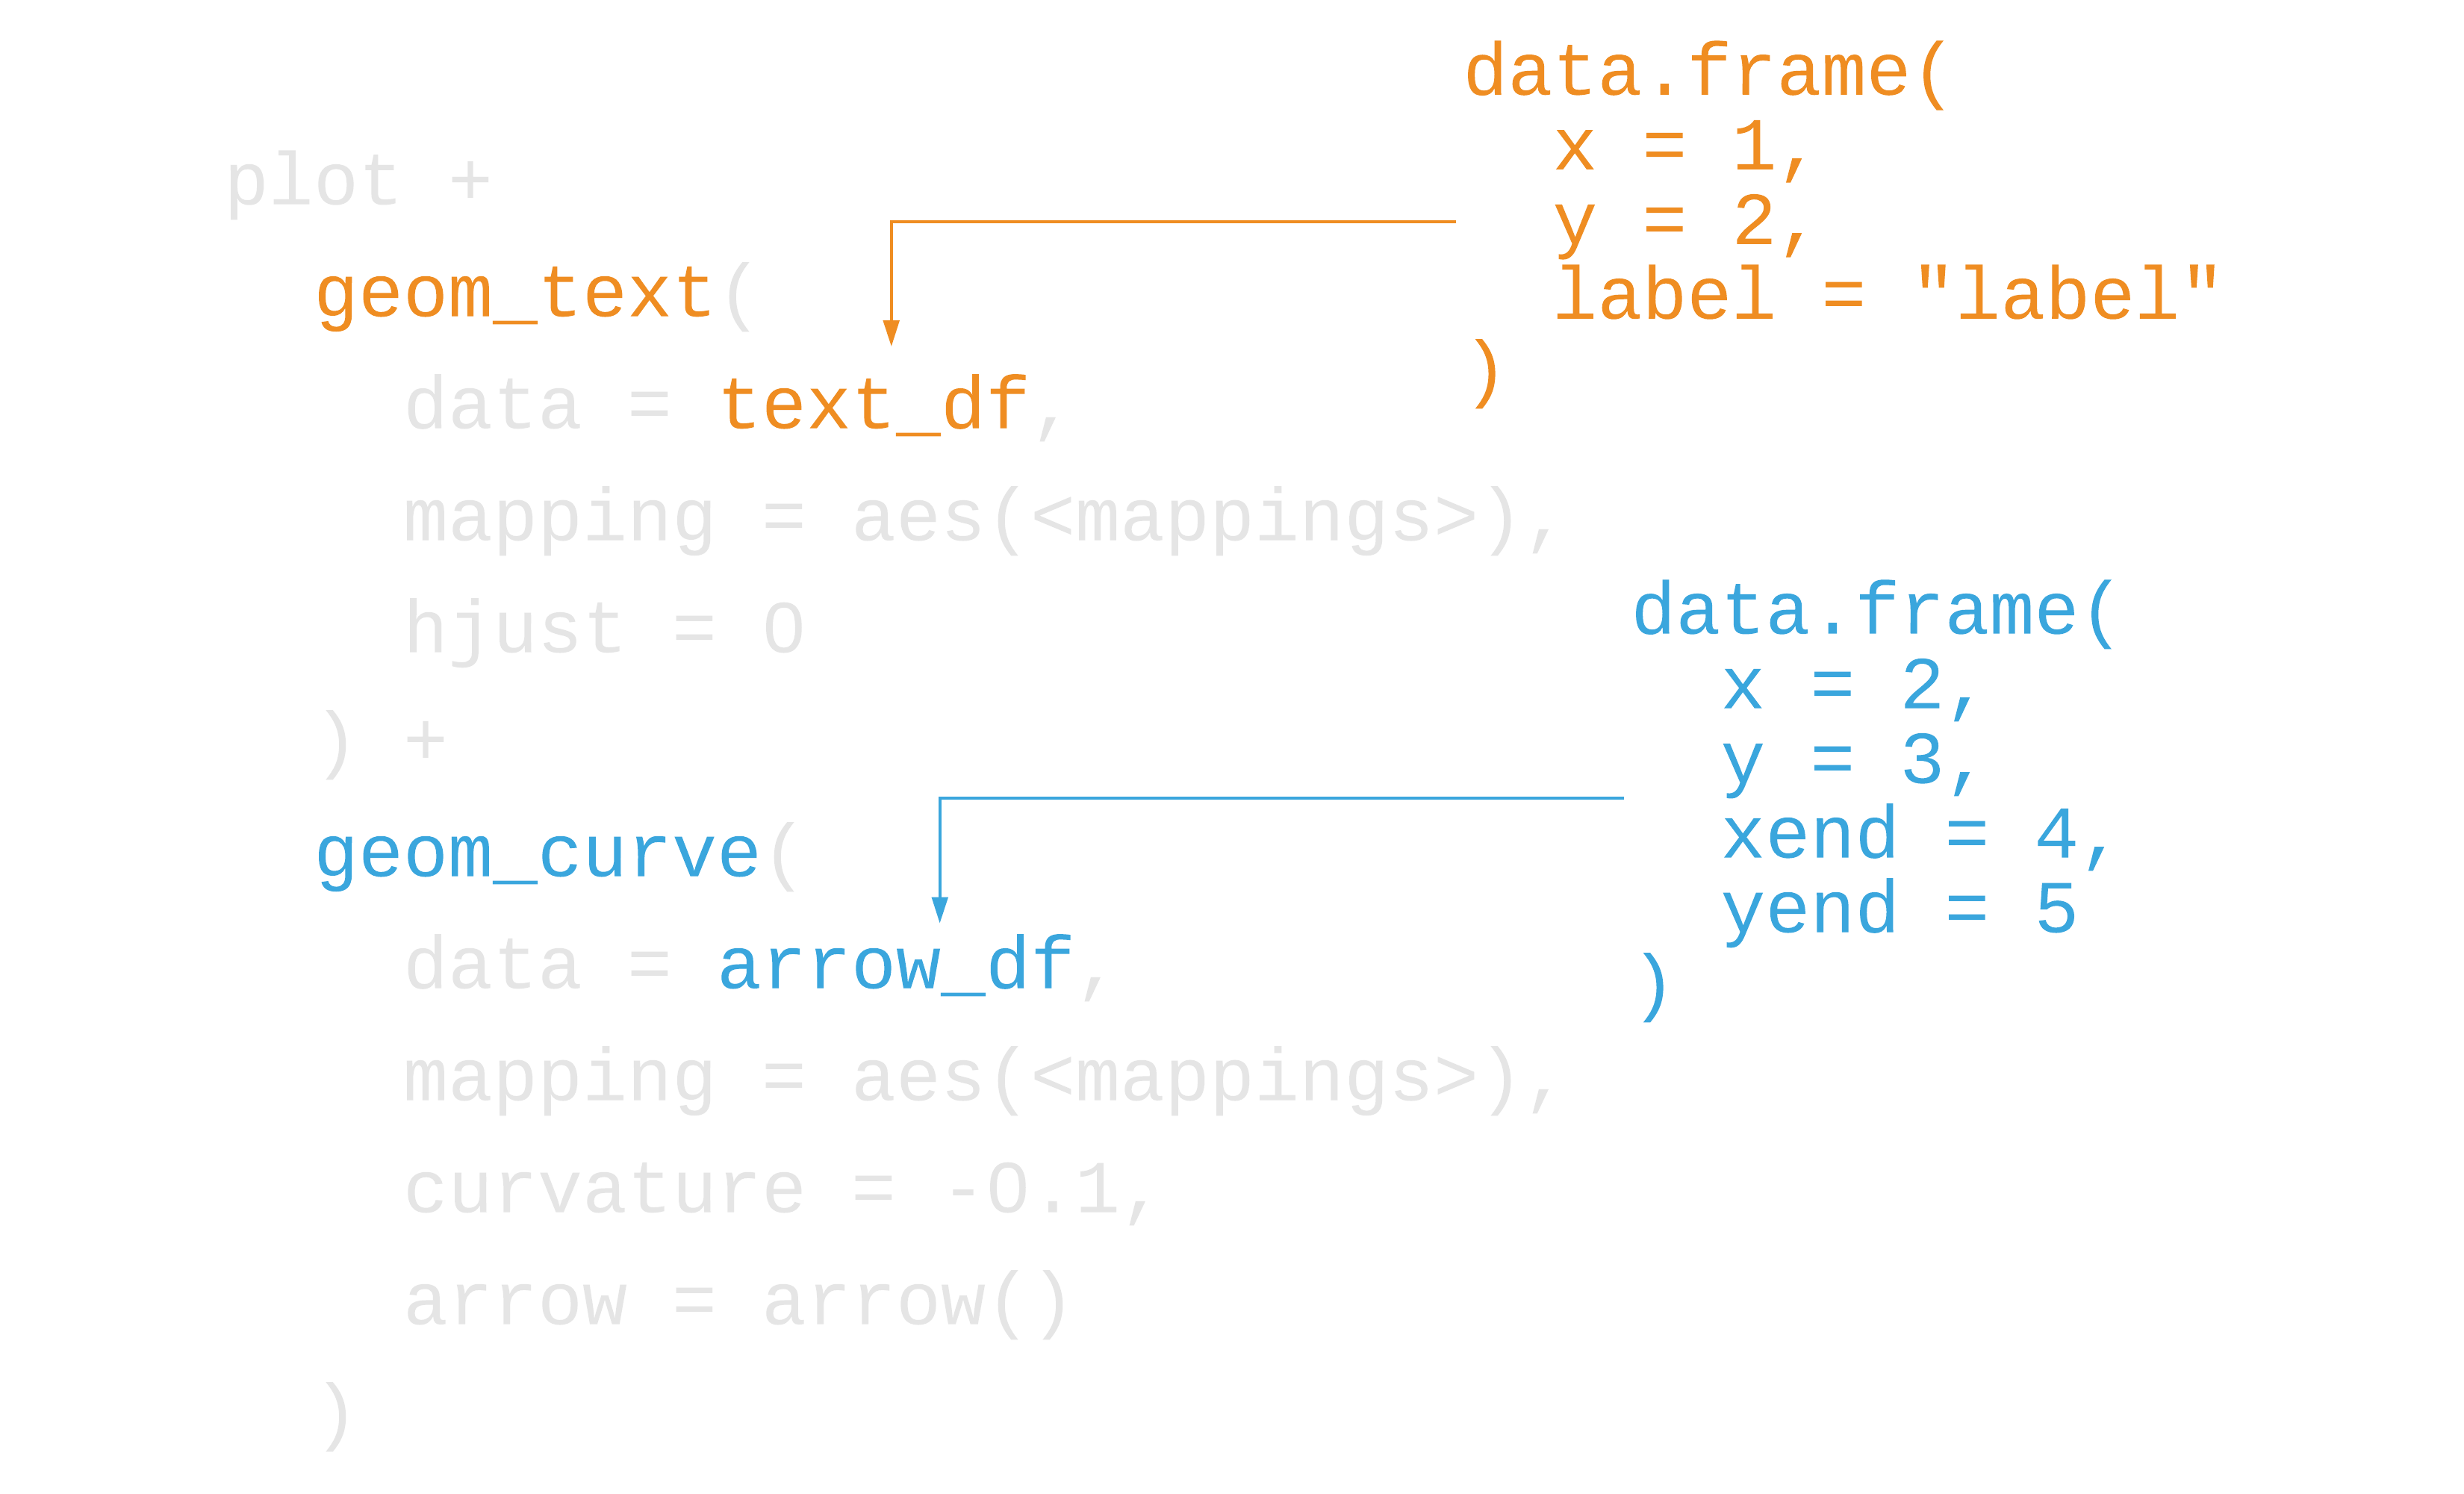 plot +
  geom_text(
    data = text_df,
    mapping = aes(<mappings>),
    hjust = 0
  ) +
  geom_curve(
    data = arrow_df,
    mapping = aes(<mappings>),
    curvature = -0.1,
    arrow = arrow()
  )
data.frame(
  x = 1,
  y = 2,
  label = "label"
)
data.frame(
  x = 2,
  y = 3,
  xend = 4,
  yend = 5
)